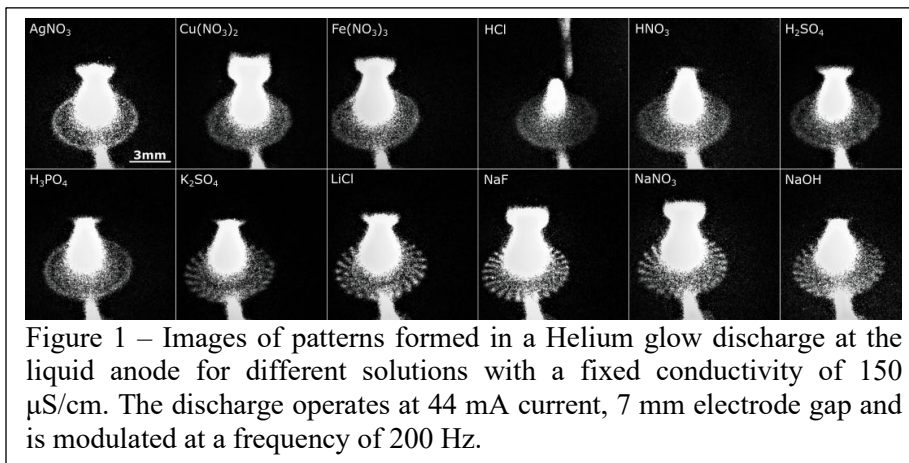 AgNO₃ Cu(NO₃)₂ Fe(NO₃)₃ HCl HNO₃ H₂SO₄
3mm
H₃PO₄ K₂SO₄ LiCl NaF NaNO₃ NaOH
Figure 1 – Images of patterns formed in a Helium glow discharge at the
liquid anode for different solutions with a fixed conductivity of 150
μS/cm. The discharge operates at 44 mA current, 7 mm electrode gap and
is modulated at a frequency of 200 Hz.